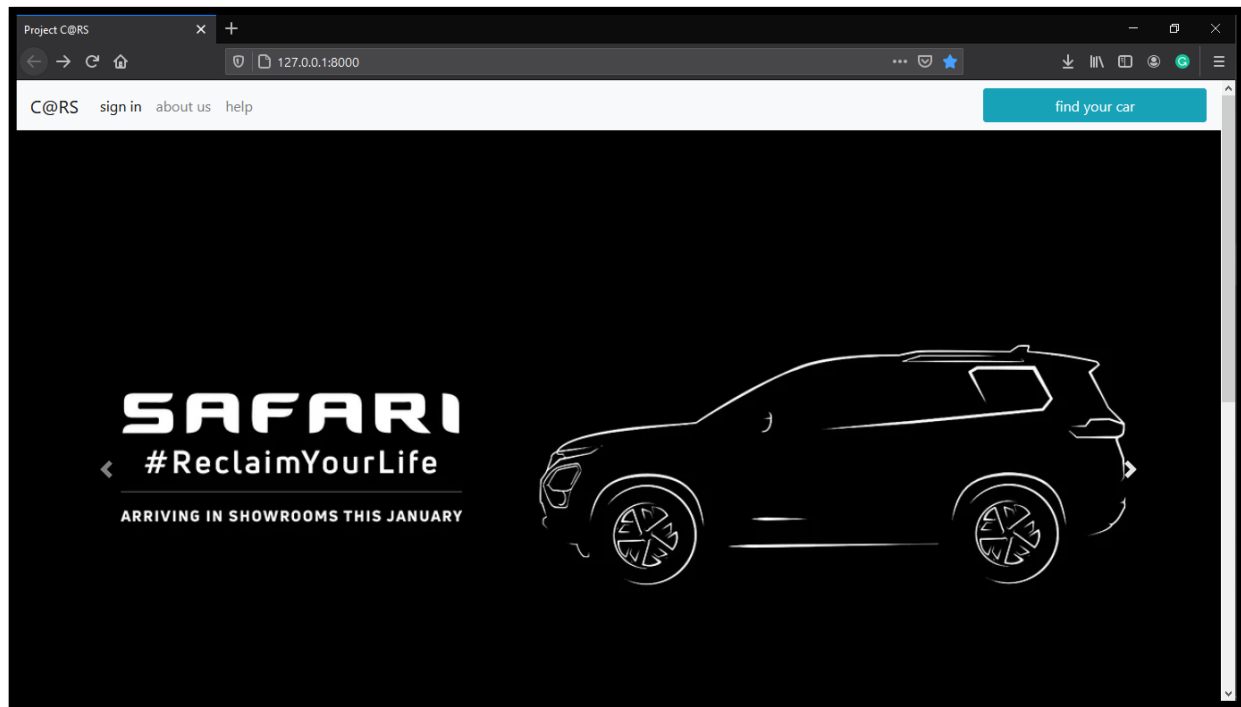 Project C@RS
127.0.0.1:8000
C@RS sign in about us help find your car
SAFARI
#ReclaimYourLife
ARRIVING IN SHOWROOMS THIS JANUARY